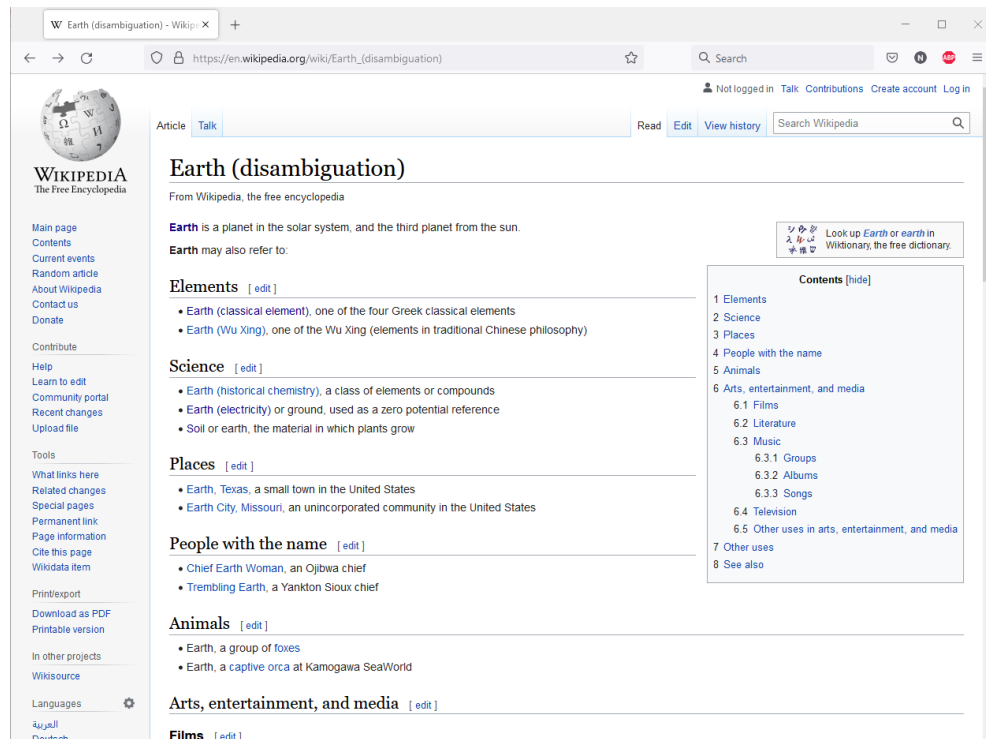 W Earth (disambiguation) - Wikip
https://en.wikipedia.org/wiki/Earth_(disambiguation)
Search
N
ABP
Not logged in Talk Contributions Create account Log in
Article Talk
Read Edit View history
Search Wikipedia
WIKIPEDIA
The Free Encyclopedia
Main page
Contents
Current events
Random article
About Wikipedia
Contact us
Donate
Contribute
Help
Learn to edit
Community portal
Recent changes
Upload file
Tools
What links here
Related changes
Special pages
Permanent link
Page information
Cite this page
Wikidata item
Print/export
Download as PDF
Printable version
In other projects
Wikisource
Languages
العربية
Deutsch
Earth (disambiguation)
From Wikipedia, the free encyclopedia
Earth is a planet in the solar system, and the third planet from the sun.
Earth may also refer to:
Look up Earth or earth in
Wiktionary, the free dictionary.
Elements [ edit ]
• Earth (classical element), one of the four Greek classical elements
• Earth (Wu Xing), one of the Wu Xing (elements in traditional Chinese philosophy)
Science [ edit ]
• Earth (historical chemistry), a class of elements or compounds
• Earth (electricity) or ground, used as a zero potential reference
• Soil or earth, the material in which plants grow
Places [ edit ]
• Earth, Texas, a small town in the United States
• Earth City, Missouri, an unincorporated community in the United States
People with the name [ edit ]
• Chief Earth Woman, an Ojibwa chief
• Trembling Earth, a Yankton Sioux chief
Animals [ edit ]
• Earth, a group of foxes
• Earth, a captive orca at Kamogawa SeaWorld
Arts, entertainment, and media [ edit ]
Films [ edit ]
Contents [hide]
1 Elements
2 Science
3 Places
4 People with the name
5 Animals
6 Arts, entertainment, and media
6.1 Films
6.2 Literature
6.3 Music
6.3.1 Groups
6.3.2 Albums
6.3.3 Songs
6.4 Television
6.5 Other uses in arts, entertainment, and media
7 Other uses
8 See also